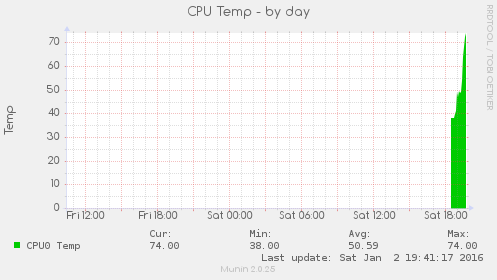 CPU Temp - by day
RRDTOOL / TOBI OETIKER
Temp
70
60
50
40
30
20
10
0
Fri 12:00 Fri 18:00 Sat 00:00 Sat 06:00 Sat 12:00 Sat 18:00
Cur: Min: Avg: Max:
CPU0 Temp 74.00 38.00 50.59 74.00
Last update: Sat Jan 2 19:41:17 2016
Munin 2.0.25